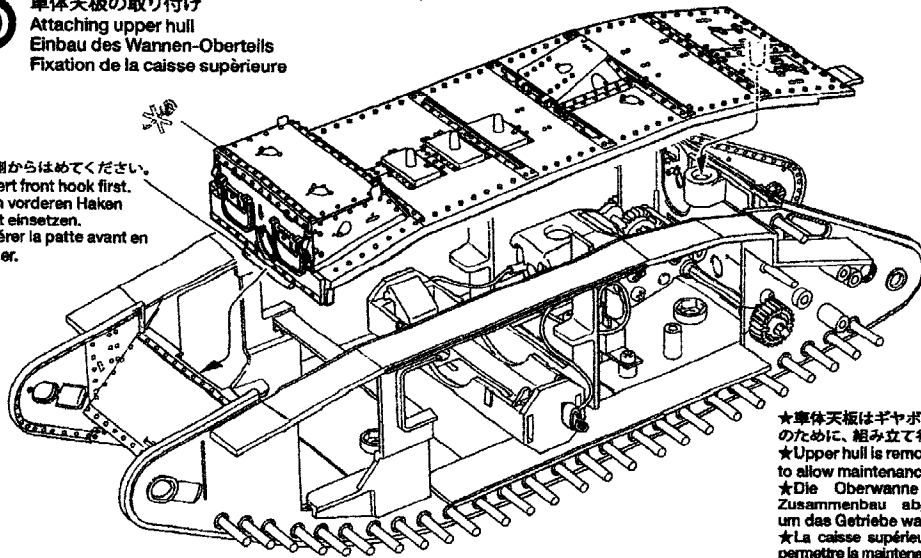 車体天板の取り付け
Attaching upper hull
Einbau des Wannen-Oberteils
Fixation de la caisse supèrieure
からはめてください。
ert front hook first.
vorderen Haken
t einsetzen.
érer la patte avant en
er.
★車体天板はギヤボ
のために、組み立て
★Upper hull is remo
to allow maintenanc
★Die Oberwanne
Zusammenbau ab
um das Getriebe wa
★La caisse supérieu
permettre la maintene